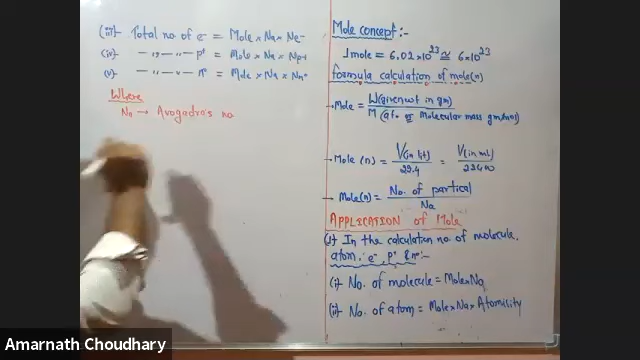 (iii)- Total no of e⁻ = Mole × Na × Ne⁻
(iv)- —"—"— p⁺ = Mole × Na × Np⁺
(v)- —"—"— n° = Mole × Na × Nn°
Where
Na → Avogadra's no
Mole concept:-
1mole = 6.02×10²³ ≅ 6×10²³
formula calculation of mole(n)
→ Mole = W(given wt in gm)
M (at. or Molecular mass gm/mol)
→ Mole (n) = V(in lit) / 22.4 = V(in ml) / 22400
→ Mole(n) = No. of partical / Na
APPLICATION of Mole
(1) In the calculation no. of molecule,
atom, e⁻, p⁺ & n°:-
(i) No. of molecule = Mole×Na
(ii) No. of atom = Mole×Na×Atomicity
Amarnath Choudhary